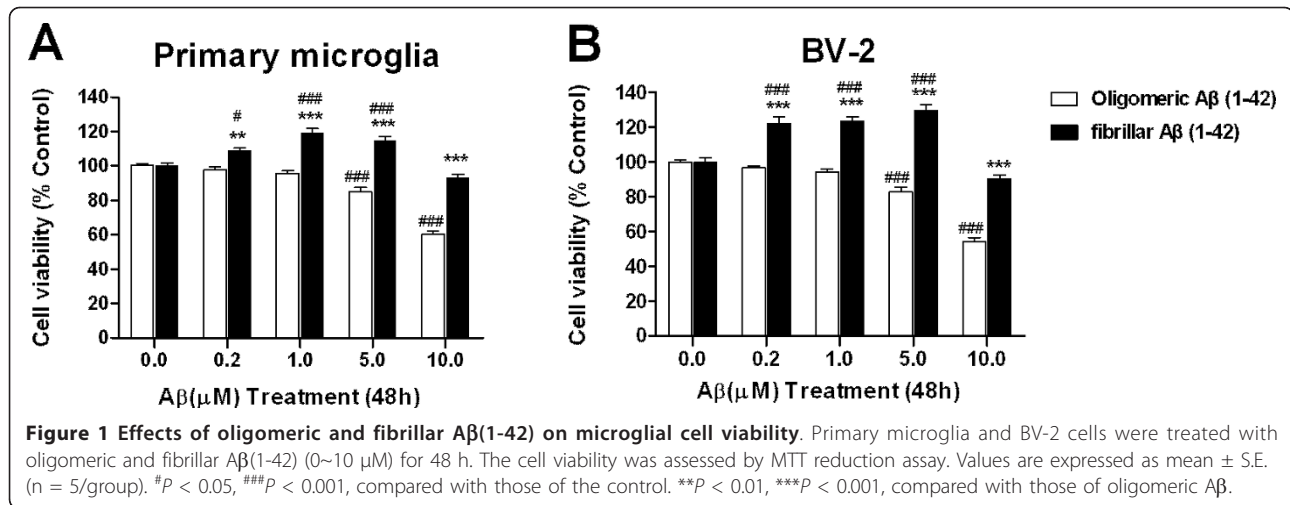 A
Primary microglia
Cell viability (% Control)
140
120
100
80
60
40
20
0
#
**
###
***
###
***
###
###
***
0.0 0.2 1.0 5.0 10.0
Aβ(μM) Treatment (48h)
B
BV-2
Cell viability (% Control)
140
120
100
80
60
40
20
0
###
***
###
***
###
***
###
###
***
0.0 0.2 1.0 5.0 10.0
Aβ(μM) Treatment (48h)
Oligomeric Aβ (1-42)
fibrillar Aβ (1-42)
Figure 1 Effects of oligomeric and fibrillar Aβ(1-42) on microglial cell viability. Primary microglia and BV-2 cells were treated with
oligomeric and fibrillar Aβ(1-42) (0~10 μM) for 48 h. The cell viability was assessed by MTT reduction assay. Values are expressed as mean ± S.E.
(n = 5/group). #P < 0.05, ###P < 0.001, compared with those of the control. **P < 0.01, ***P < 0.001, compared with those of oligomeric Aβ.